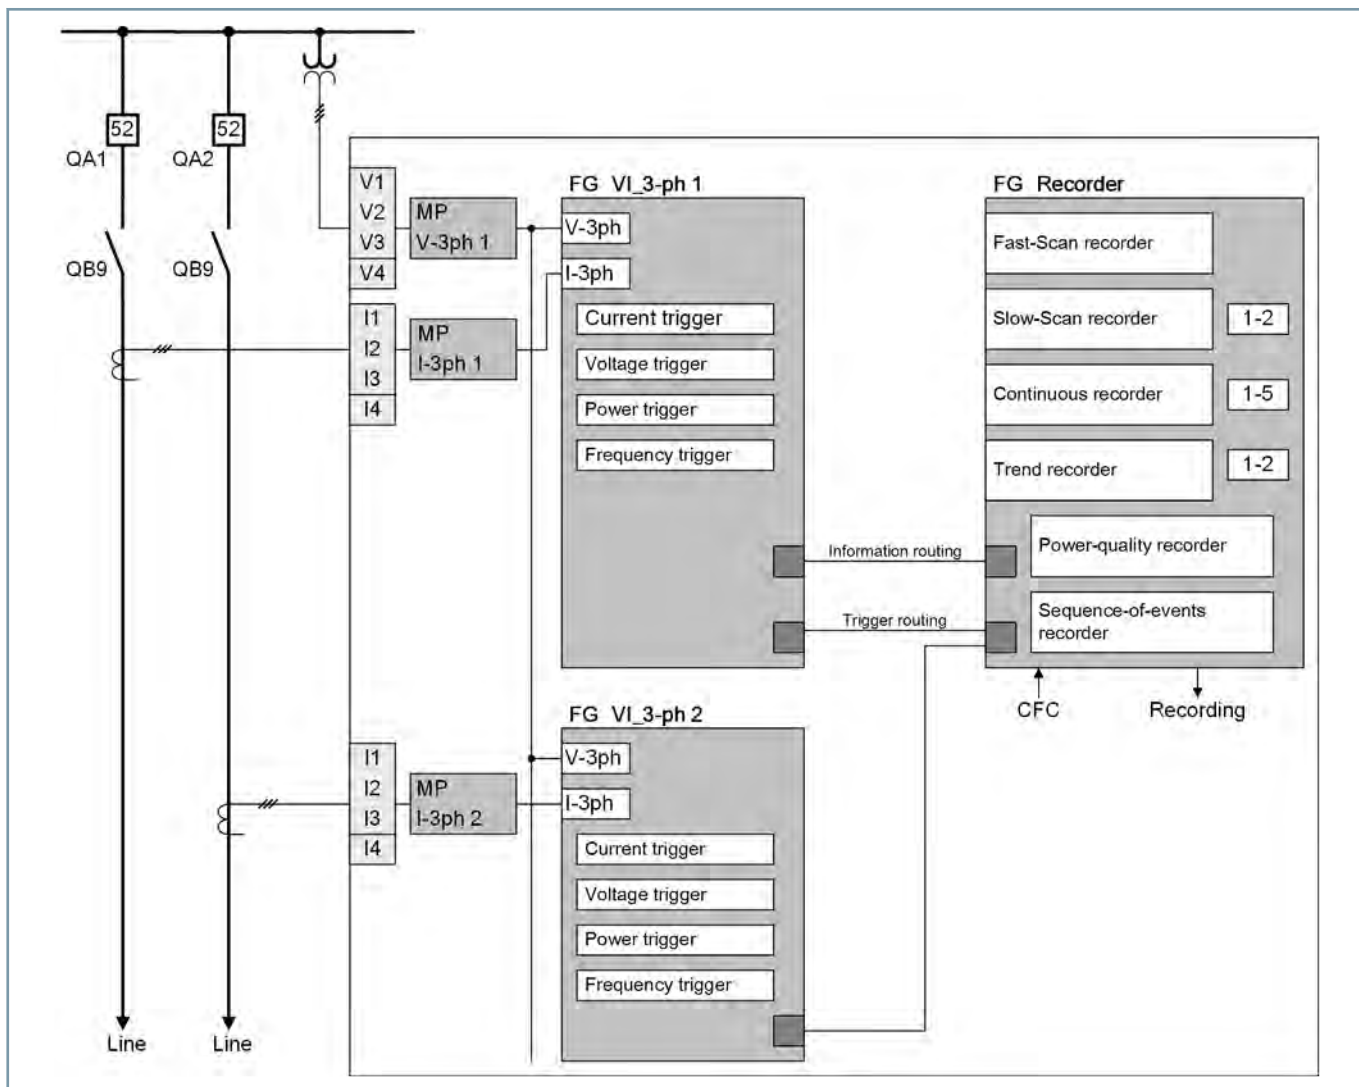 52
52
QA1
QA2
QB9
QB9
V1
V2
V3
V4
MP
V-3ph 1
I1
I2
I3
I4
MP
I-3ph 1
FG VI_3-ph 1
V-3ph
I-3ph
Current trigger
Voltage trigger
Power trigger
Frequency trigger
Information routing
Trigger routing
FG Recorder
Fast-Scan recorder
Slow-Scan recorder
1-2
Continuous recorder
1-5
Trend recorder
1-2
Power-quality recorder
Sequence-of-events
recorder
CFC
Recording
I1
I2
I3
I4
MP
I-3ph 2
FG VI_3-ph 2
V-3ph
I-3ph
Current trigger
Voltage trigger
Power trigger
Frequency trigger
Line
Line